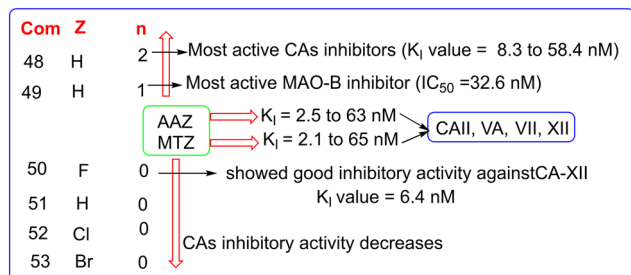 Com Z n
48 H 2 Most active CAs inhibitors (KI value = 8.3 to 58.4 nM)
49 H 1 Most active MAO-B inhibitor (IC50 =32.6 nM)
AAZ KI = 2.5 to 63 nM
MTZ KI = 2.1 to 65 nM
CAII, VA, VII, XII
50 F 0 showed good inhibitory activity againstCA-XII
KI value = 6.4 nM
51 H 0
52 Cl 0
CAs inhibitory activity decreases
53 Br 0